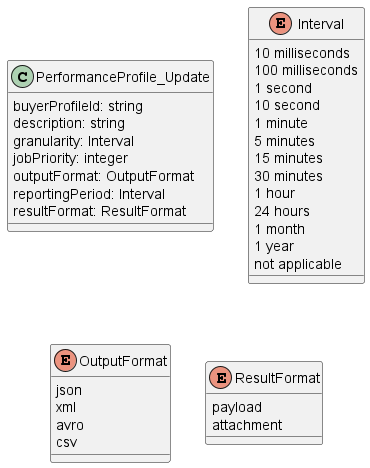 C PerformanceProfile_Update
buyerProfileId: string
description: string
granularity: Interval
jobPriority: integer
outputFormat: OutputFormat
reportingPeriod: Interval
resultFormat: ResultFormat
E Interval
10 milliseconds
100 milliseconds
1 second
10 second
1 minute
5 minutes
15 minutes
30 minutes
1 hour
24 hours
1 month
1 year
not applicable
E OutputFormat
json
xml
avro
csv
E ResultFormat
payload
attachment